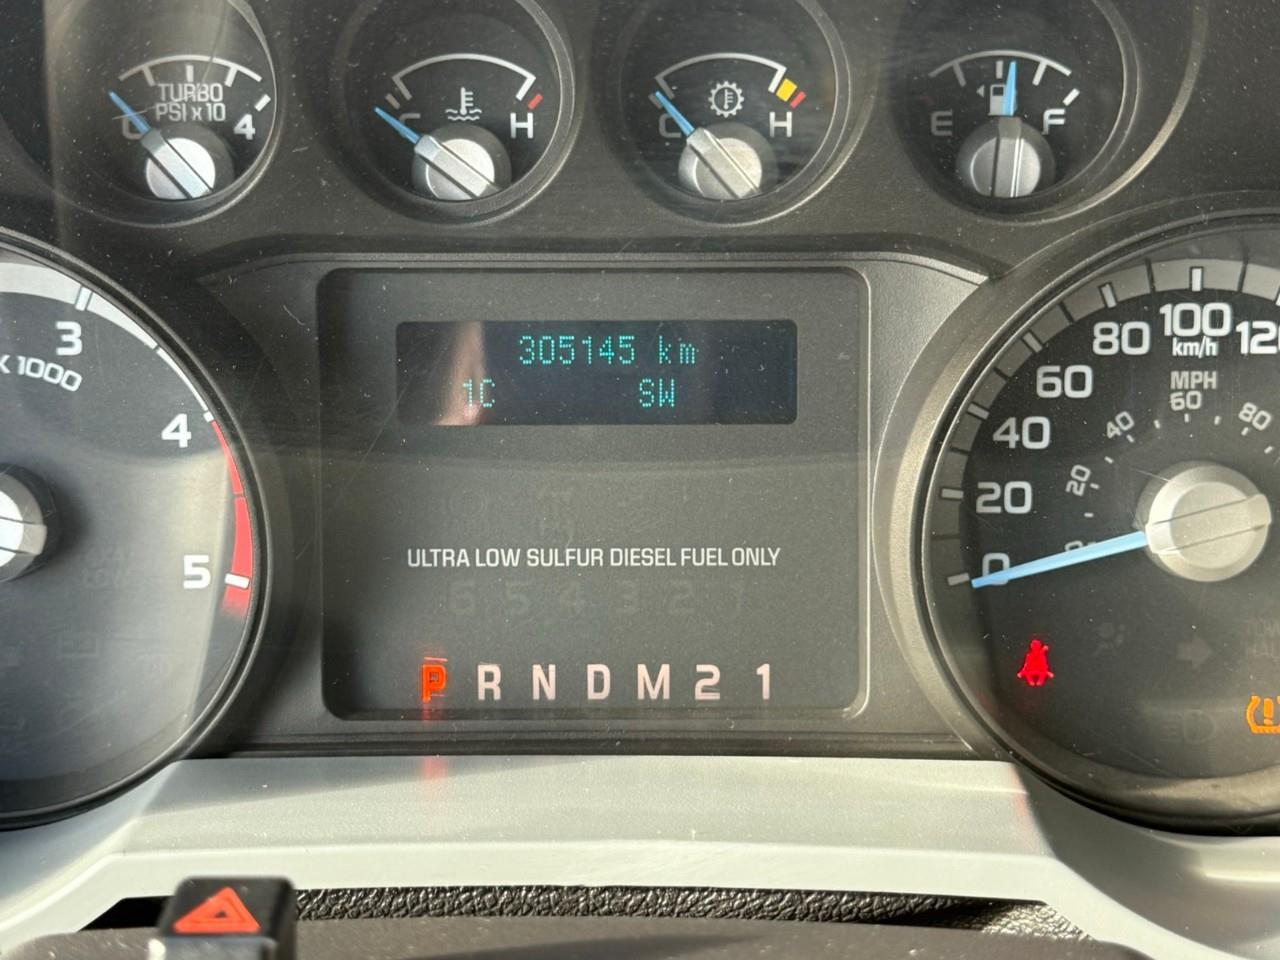 TURBO
PSI x 10
0
4
C
H
C
H
E
F
3
x 1000
4
5
305145 km
1C SW
ULTRA LOW SULFUR DIESEL FUEL ONLY
6 5 4 3 2 1
P R N D M 2 1
0
20
40
60
80
100
km/h
MPH
20
40
60
80